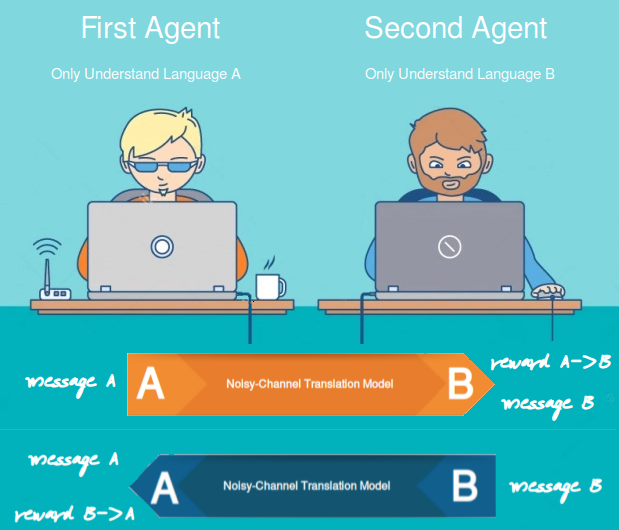 First Agent
Second Agent
Only Understand Language A
Only Understand Language B
message A
A
Noisy-Channel Translation Model
B
reward A->B
message B
message A
reward B->A
A
Noisy-Channel Translation Model
B
message B